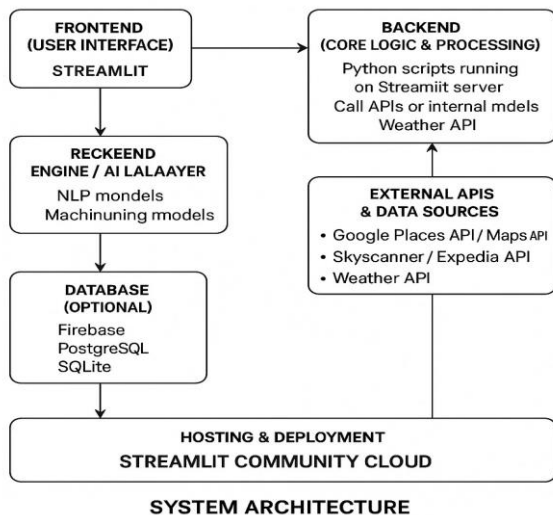 FRONTEND
(USER INTERFACE)
STREAMLIT
BACKEND
(CORE LOGIC & PROCESSING)
Python scripts running
on Streamiit server
Call APIs or internal mdels
Weather API
RECKEEND
ENGINE / AI LALAAYER
NLP mondels
Machinuning models
EXTERNAL APIS
& DATA SOURCES
• Google Places API / Maps API
• Skyscanner / Expedia API
• Weather API
DATABASE
(OPTIONAL)
Firebase
PostgreSQL
SQLite
HOSTING & DEPLOYMENT
STREAMLIT COMMUNITY CLOUD
SYSTEM ARCHITECTURE